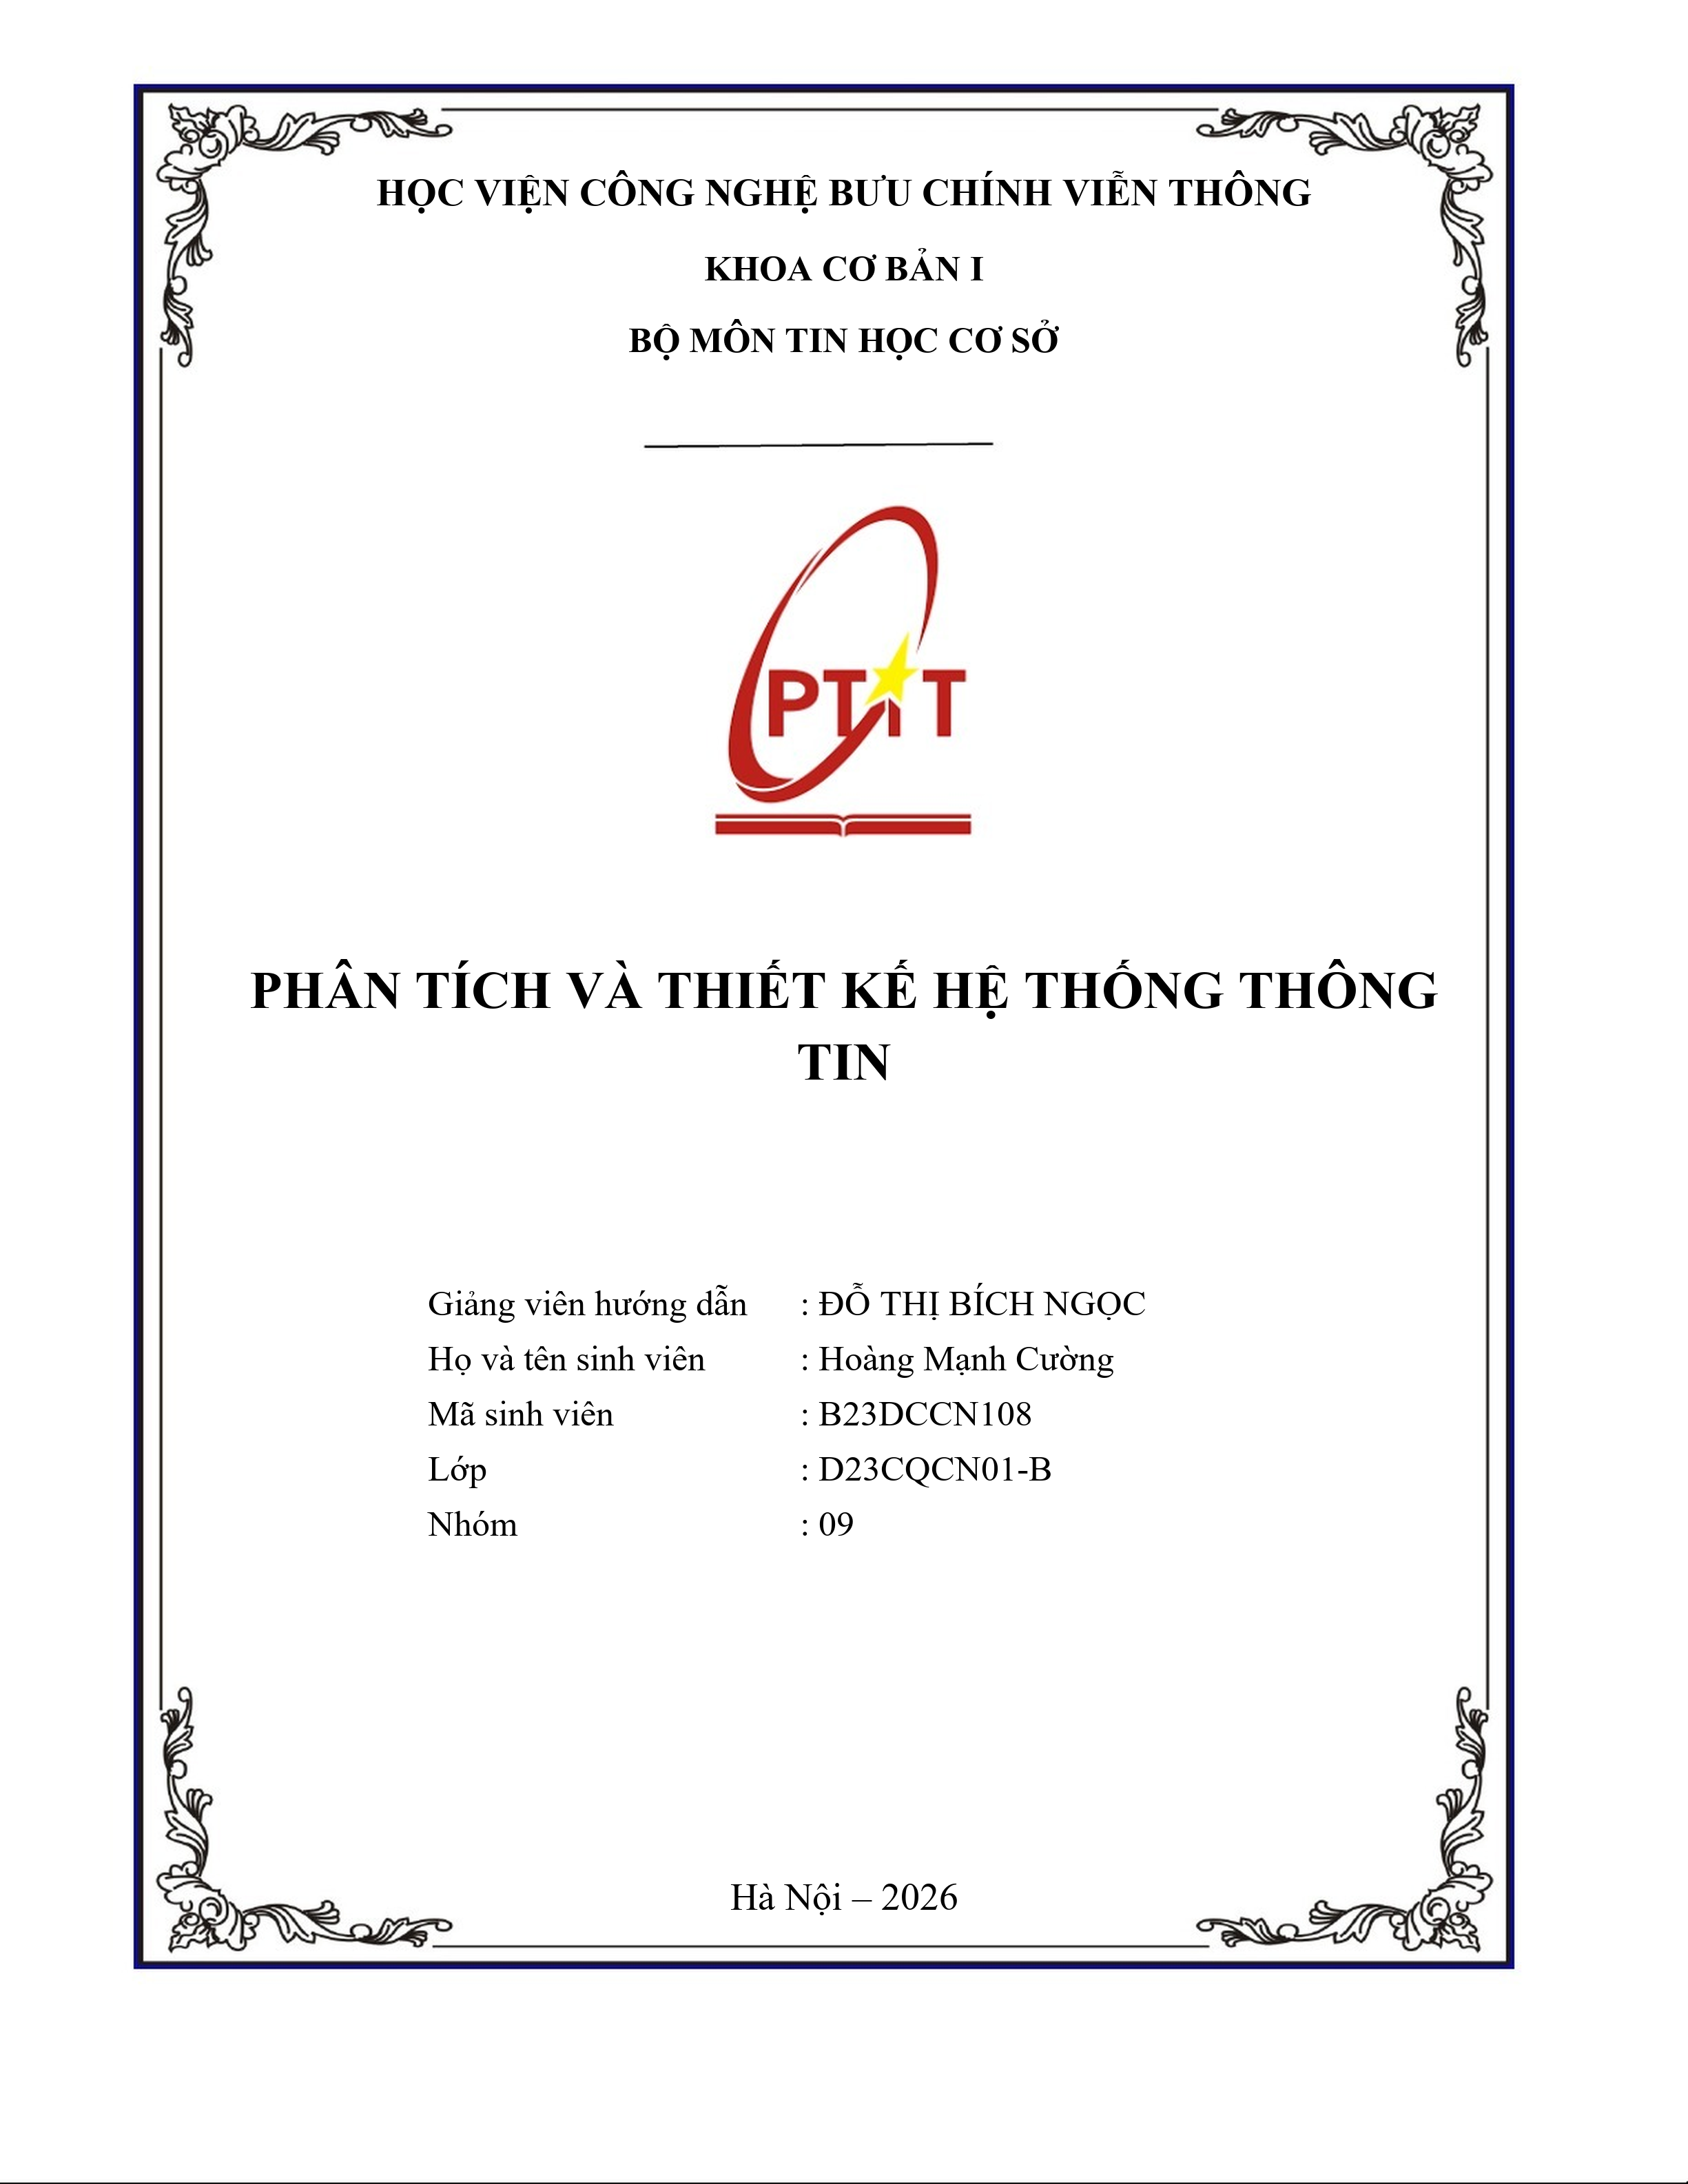 HỌC VIỆN CÔNG NGHỆ BƯU CHÍNH VIỄN THÔNG
KHOA CƠ BẢN I
BỘ MÔN TIN HỌC CƠ SỞ
PTIT
PHÂN TÍCH VÀ THIẾT KẾ HỆ THỐNG THÔNG
TIN
Giảng viên hướng dẫn : ĐỖ THỊ BÍCH NGỌC
Họ và tên sinh viên : Hoàng Mạnh Cường
Mã sinh viên : B23DCCN108
Lớp : D23CQCN01-B
Nhóm : 09
Hà Nội – 2026